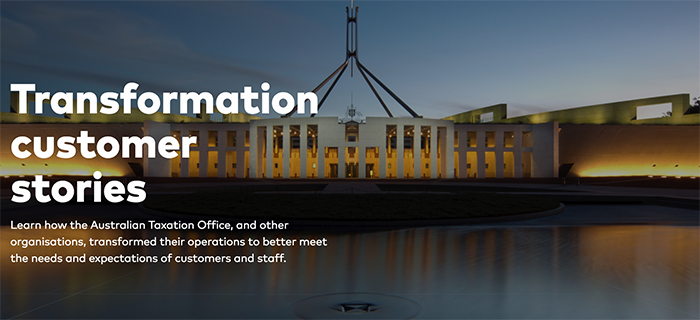 Transformation
customer
stories
Learn how the Australian Taxation Office, and other
organisations, transformed their operations to better meet
the needs and expectations of customers and staff.